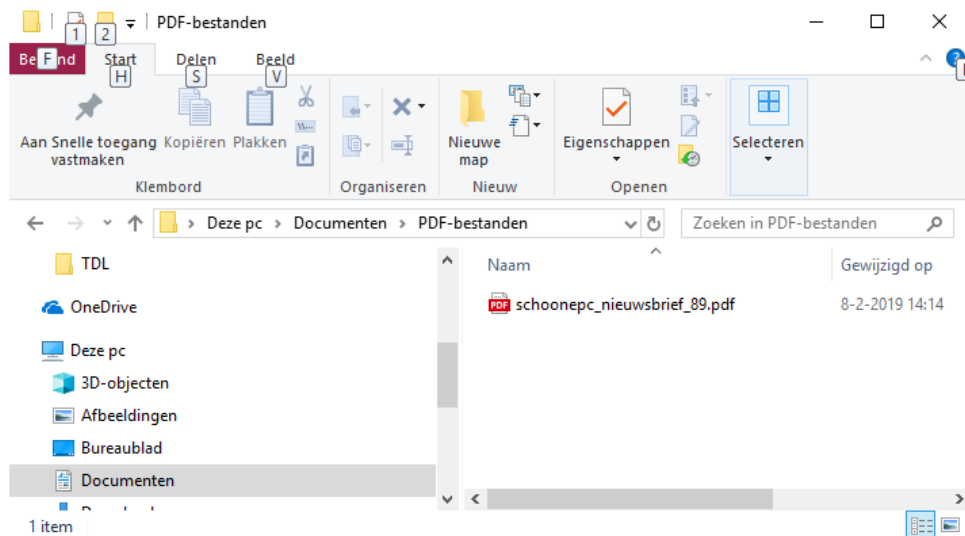 1 2 PDF-bestanden
Be F nd Start Delen Beeld
H S V
Aan Snelle toegang vastmaken Kopiëren Plakken
Nieuwe map
Eigenschappen
Selecteren
Klembord Organiseren Nieuw Openen
Deze pc Documenten PDF-bestanden Zoeken in PDF-bestanden
TDL
OneDrive
Deze pc
3D-objecten
Afbeeldingen
Bureaublad
Documenten
Naam Gewijzigd op
PDF schoonepc_nieuwsbrief_89.pdf 8-2-2019 14:14
1 item